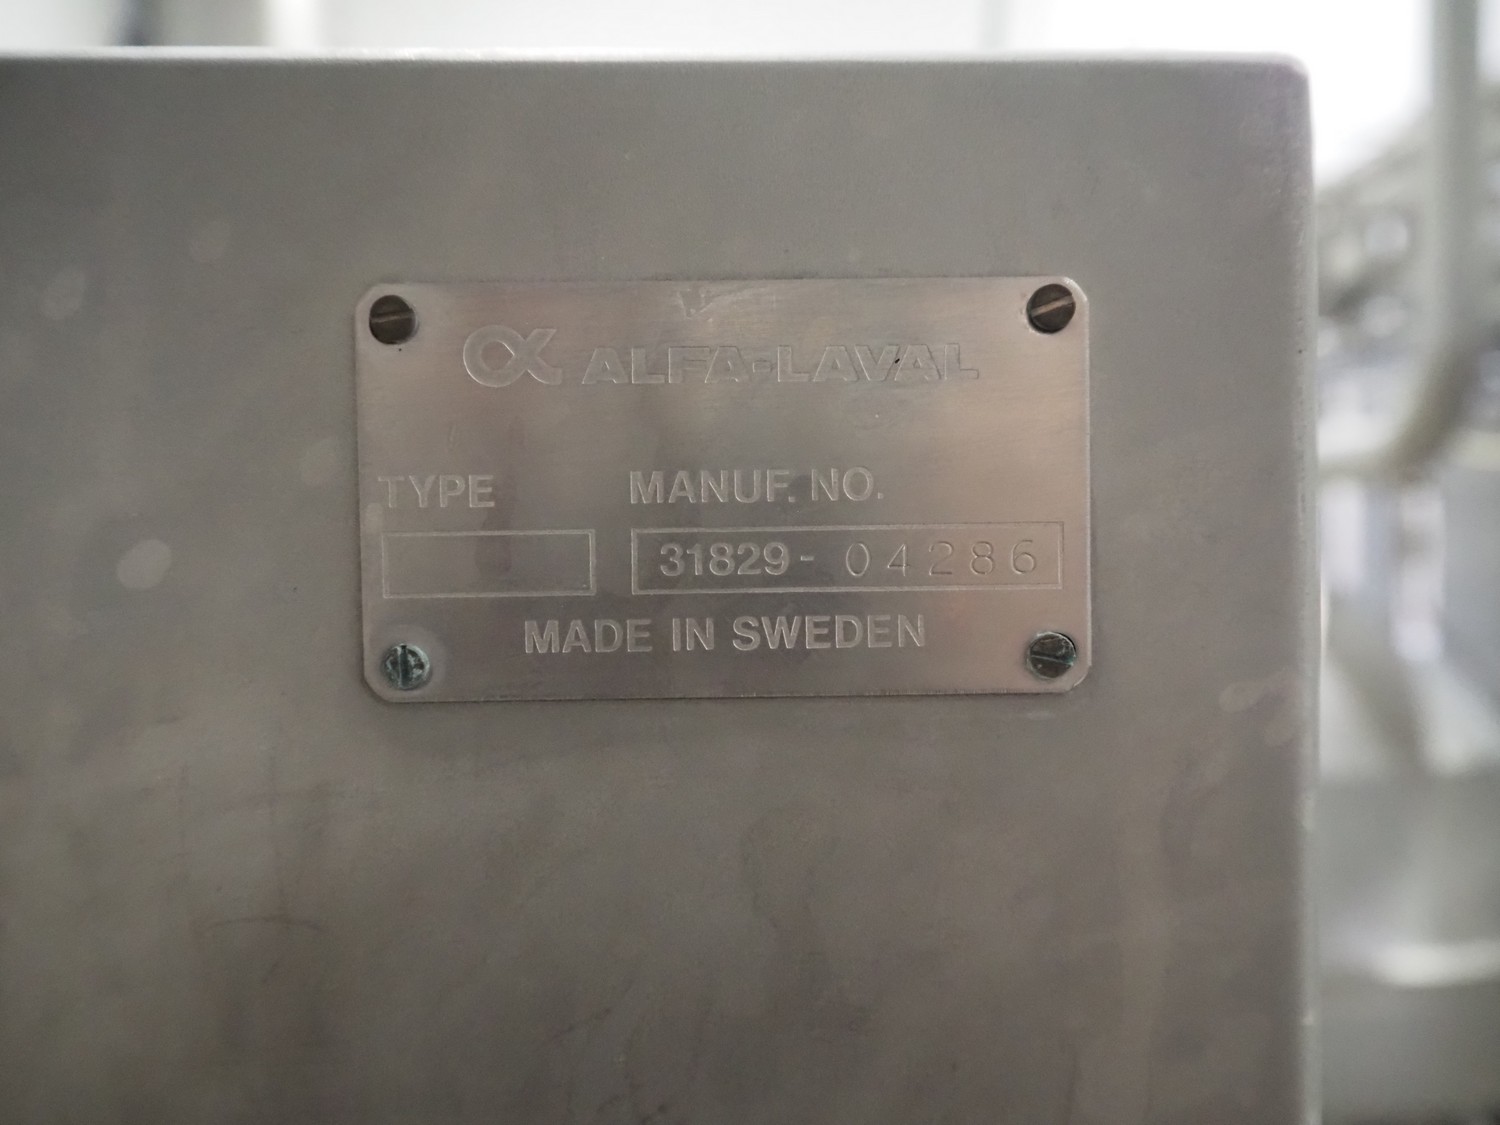 ALFA-LAVAL
TYPE MANUF. NO.
31829- 04286
MADE IN SWEDEN